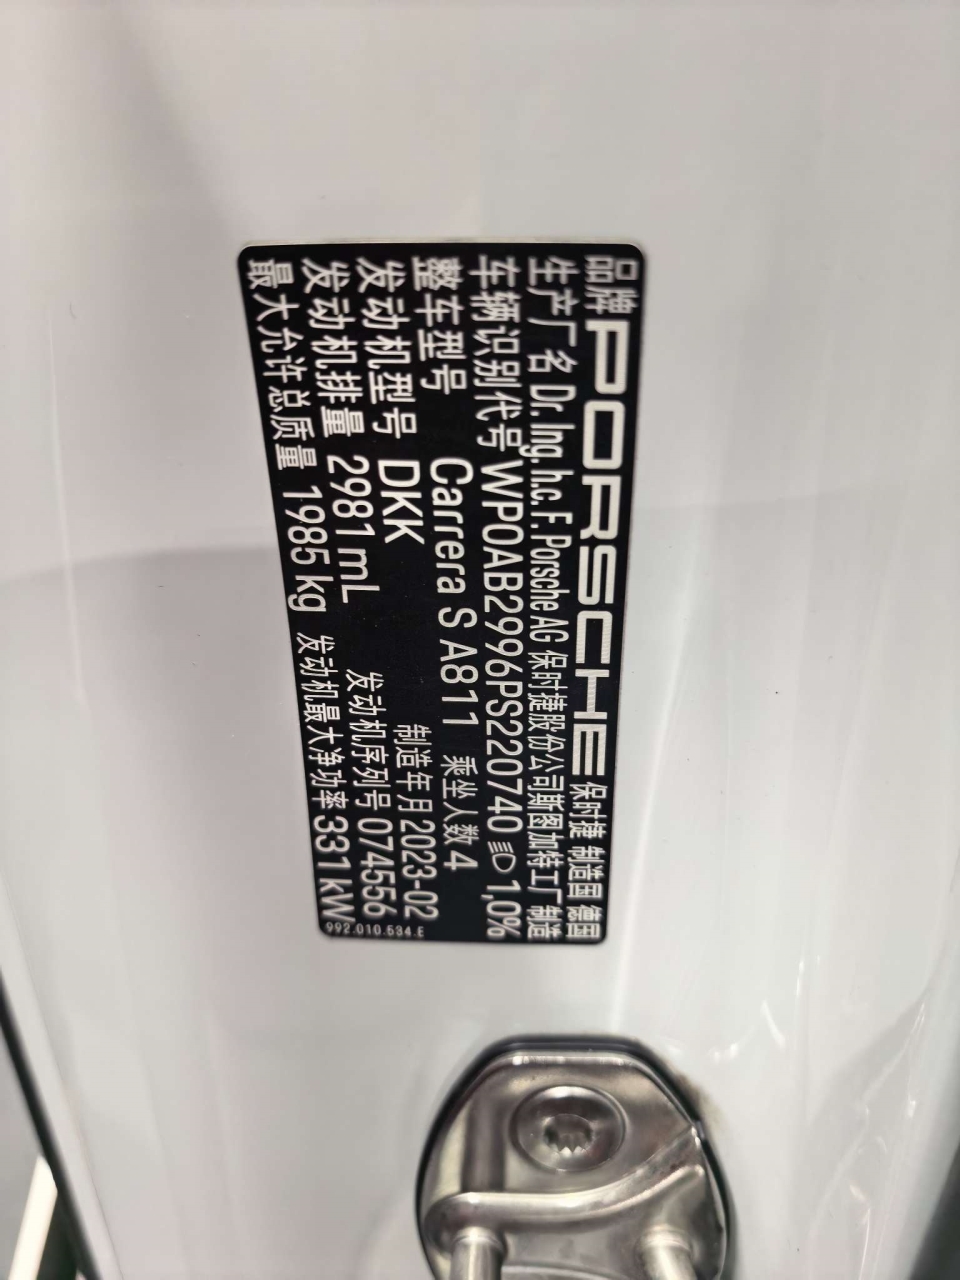 品牌 PORSCHE 保时捷 制造国 德国
生产厂名 Dr. Ing. h.c. F. Porsche AG 保时捷股份公司斯图加特工厂 制造
车辆识别代号 WP0AB2996PS220740 1,0%
整车型号 Carrera S A811 乘坐人数 4
发动机型号 DKK 制造年月 2023-02
发动机排量 2981 mL 发动机序列号 074556
最大允许总质量 1985 kg 发动机最大净功率 331 kW
992.010.534.E